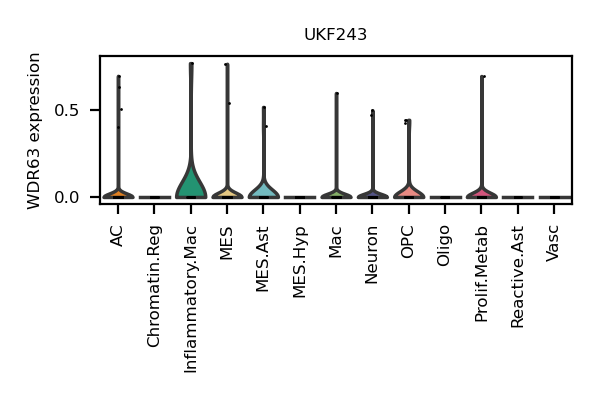 UKF243
WDR63 expression
0.5
0.0
AC
Chromatin.Reg
Inflammatory.Mac
MES
MES.Ast
MES.Hyp
Mac
Neuron
OPC
Oligo
Prolif.Metab
Reactive.Ast
Vasc